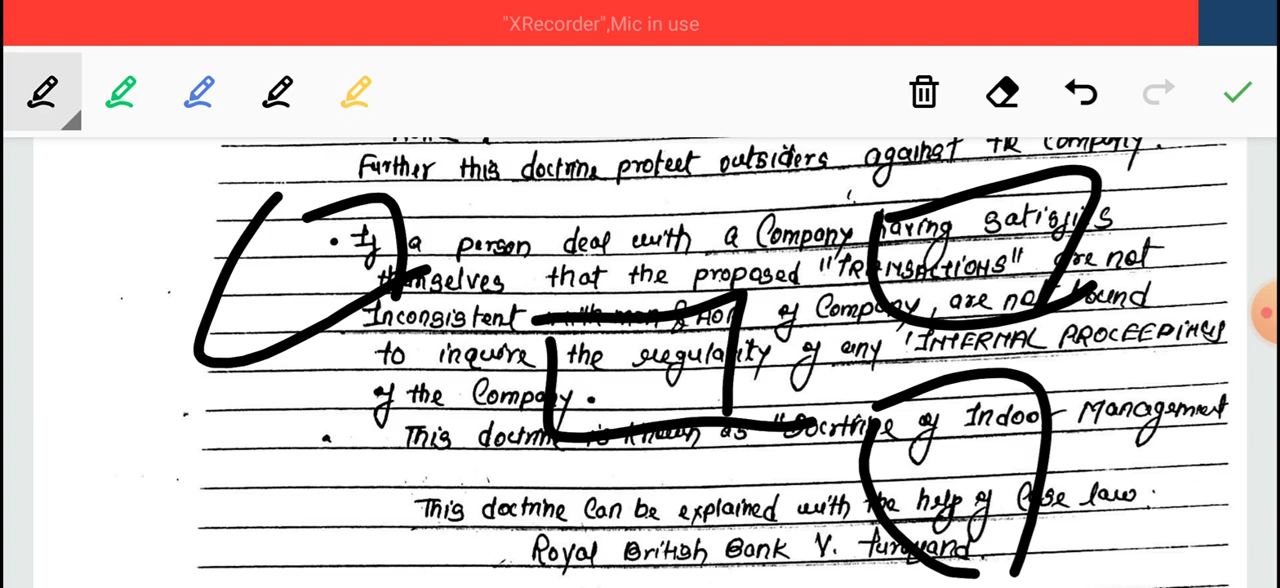 "XRecorder",Mic in use
Further this doctrine protect outsiders against the Company.
• If a person deal with a Company having satisfies
themselves that the proposed "TRANSACTIONS" are not
Inconsistent of Company, are not bound
to inquire the regularity of any "INTERNAL PROCEEDINGS
of the Company.
• This doctrine is known as "Docrtine of Indoor Management
This doctrine Can be explained with the help of Case law.
Royal British Bank V. Turquand.